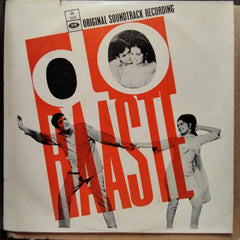 ORIGINAL SOUNDTRACK RECORDING
do
RAASTE